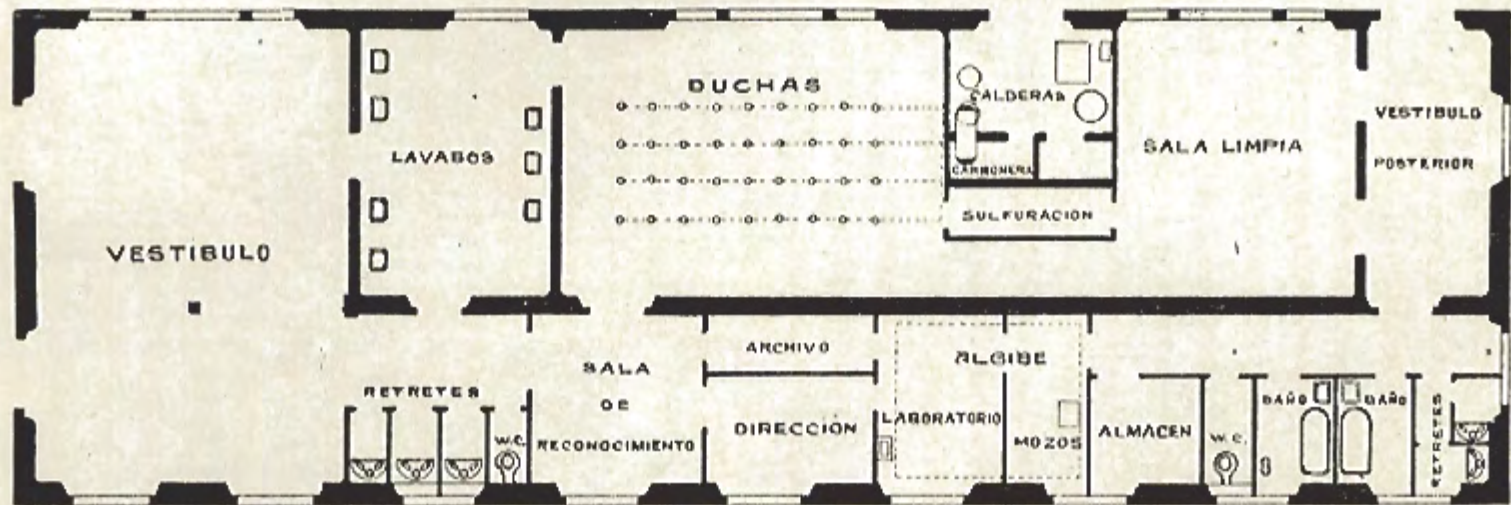 DUCHAS
CALDERAS
VESTIBULO
POSTERIOR
LAVABOS
SALA LIMPIA
CARBONERA
SULFURACION
VESTIBULO
ARCHIVO
SALA
DE
RECONOCIMIENTO
ALGIBE
RETRETES
BAÑO
BAÑO
RETRETES
LABORATORIO
DIRECCIÓN
ALMACEN
MOZOS
W.C.
W.C.